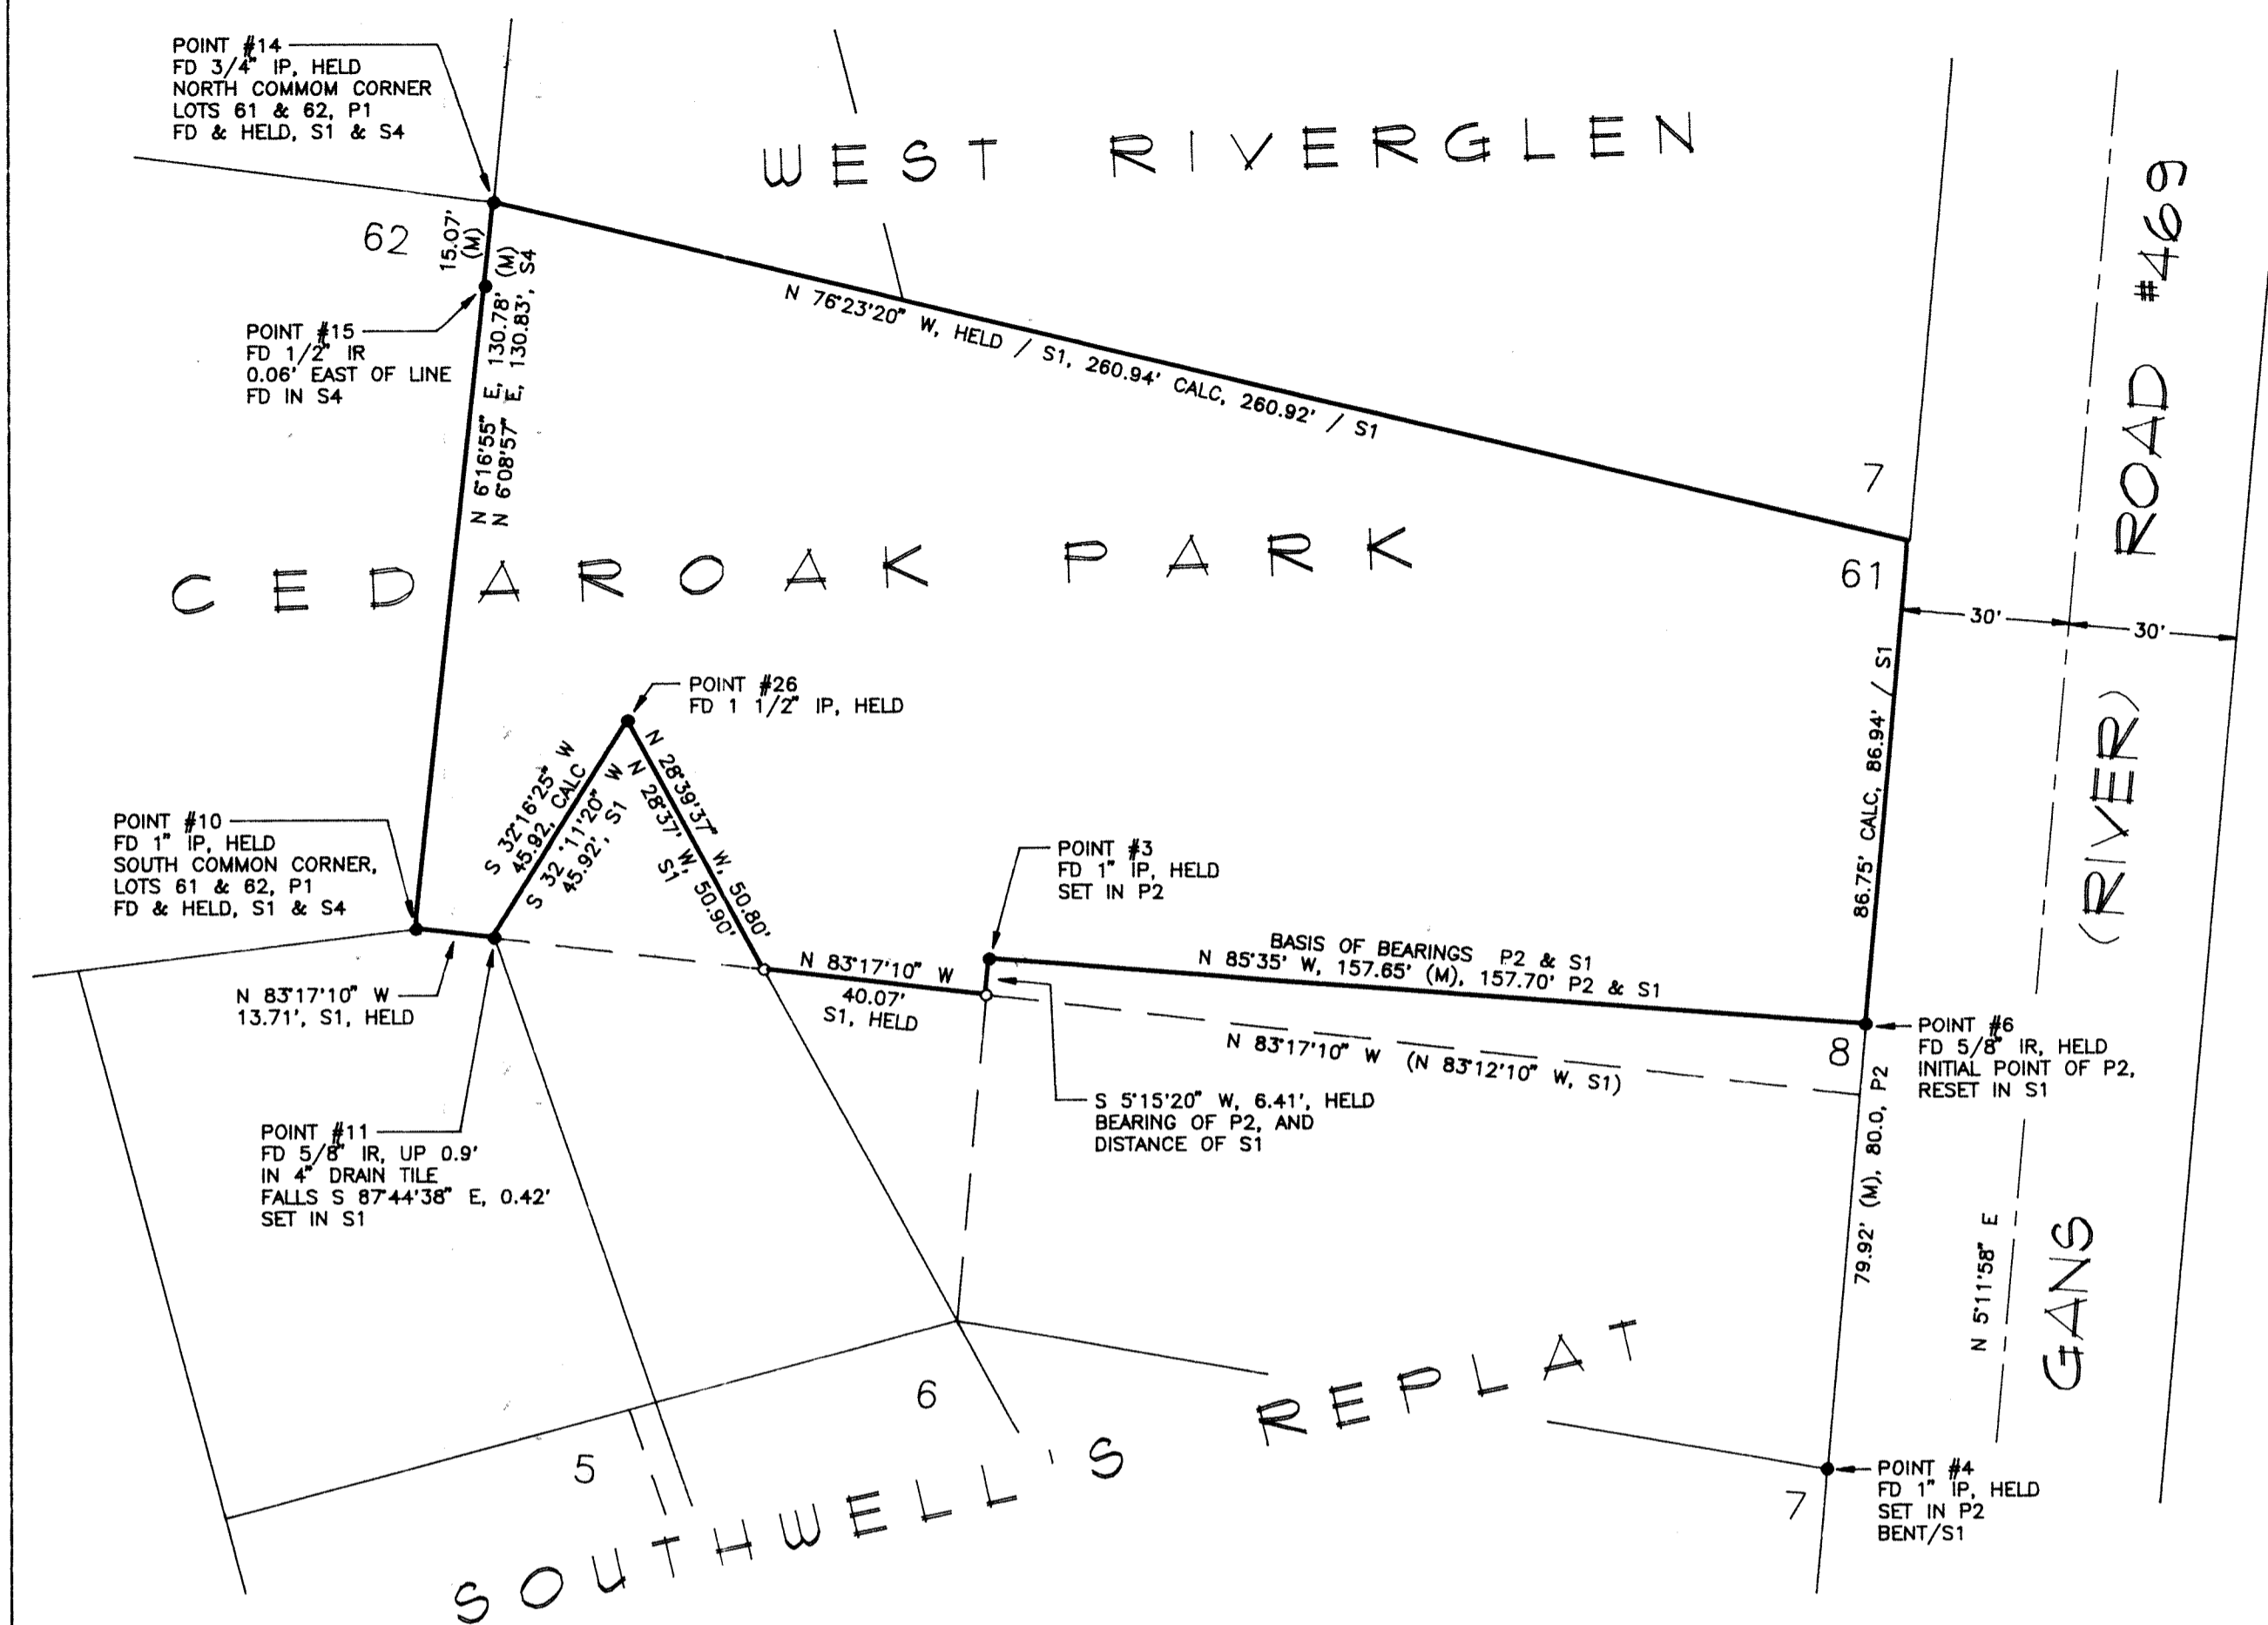 POINT #14
FD 3/4" IP, HELD
NORTH COMMOM CORNER
LOTS 61 & 62, P1
FD & HELD, S1 & S4
WEST RIVERGLEN
62
15.07'
(M)
POINT #15
FD 1/2" IR
0.06' EAST OF LINE
FD IN S4
N 6°16'55" E, 130.78' (M)
N 6°08'57" E, 130.83', S4
N 76°23'20" W, HELD / S1, 260.94' CALC, 260.92' / S1
7
61
CEDAROAK PARK
30'
30'
GANS (RIVER) ROAD #469
POINT #26
FD 1 1/2" IP, HELD
S 32°16'25" W
45.92, CALC
S 32°11'20" W
45.92', S1
N 28°39'37" W, 50.80'
N 28°37' W, 50.90'
S1
86.75' CALC, 86.94' / S1
POINT #10
FD 1" IP, HELD
SOUTH COMMON CORNER,
LOTS 61 & 62, P1
FD & HELD, S1 & S4
POINT #3
FD 1" IP, HELD
SET IN P2
BASIS OF BEARINGS P2 & S1
N 85°35' W, 157.65' (M), 157.70' P2 & S1
N 83°17'10" W
40.07'
S1, HELD
N 83°17'10" W
13.71', S1, HELD
N 83°17'10" W (N 83°12'10" W, S1)
8
POINT #6
FD 5/8" IR, HELD
INITIAL POINT OF P2,
RESET IN S1
S 5°15'20" W, 6.41', HELD
BEARING OF P2, AND
DISTANCE OF S1
POINT #11
FD 5/8" IR, UP 0.9'
IN 4" DRAIN TILE
FALLS S 87°44'38" E, 0.42'
SET IN S1
79.92' (M), 80.0, P2
N 5°11'58" E
6
5
SOUTHWELL'S REPLAT
7
POINT #4
FD 1" IP, HELD
SET IN P2
BENT/S1